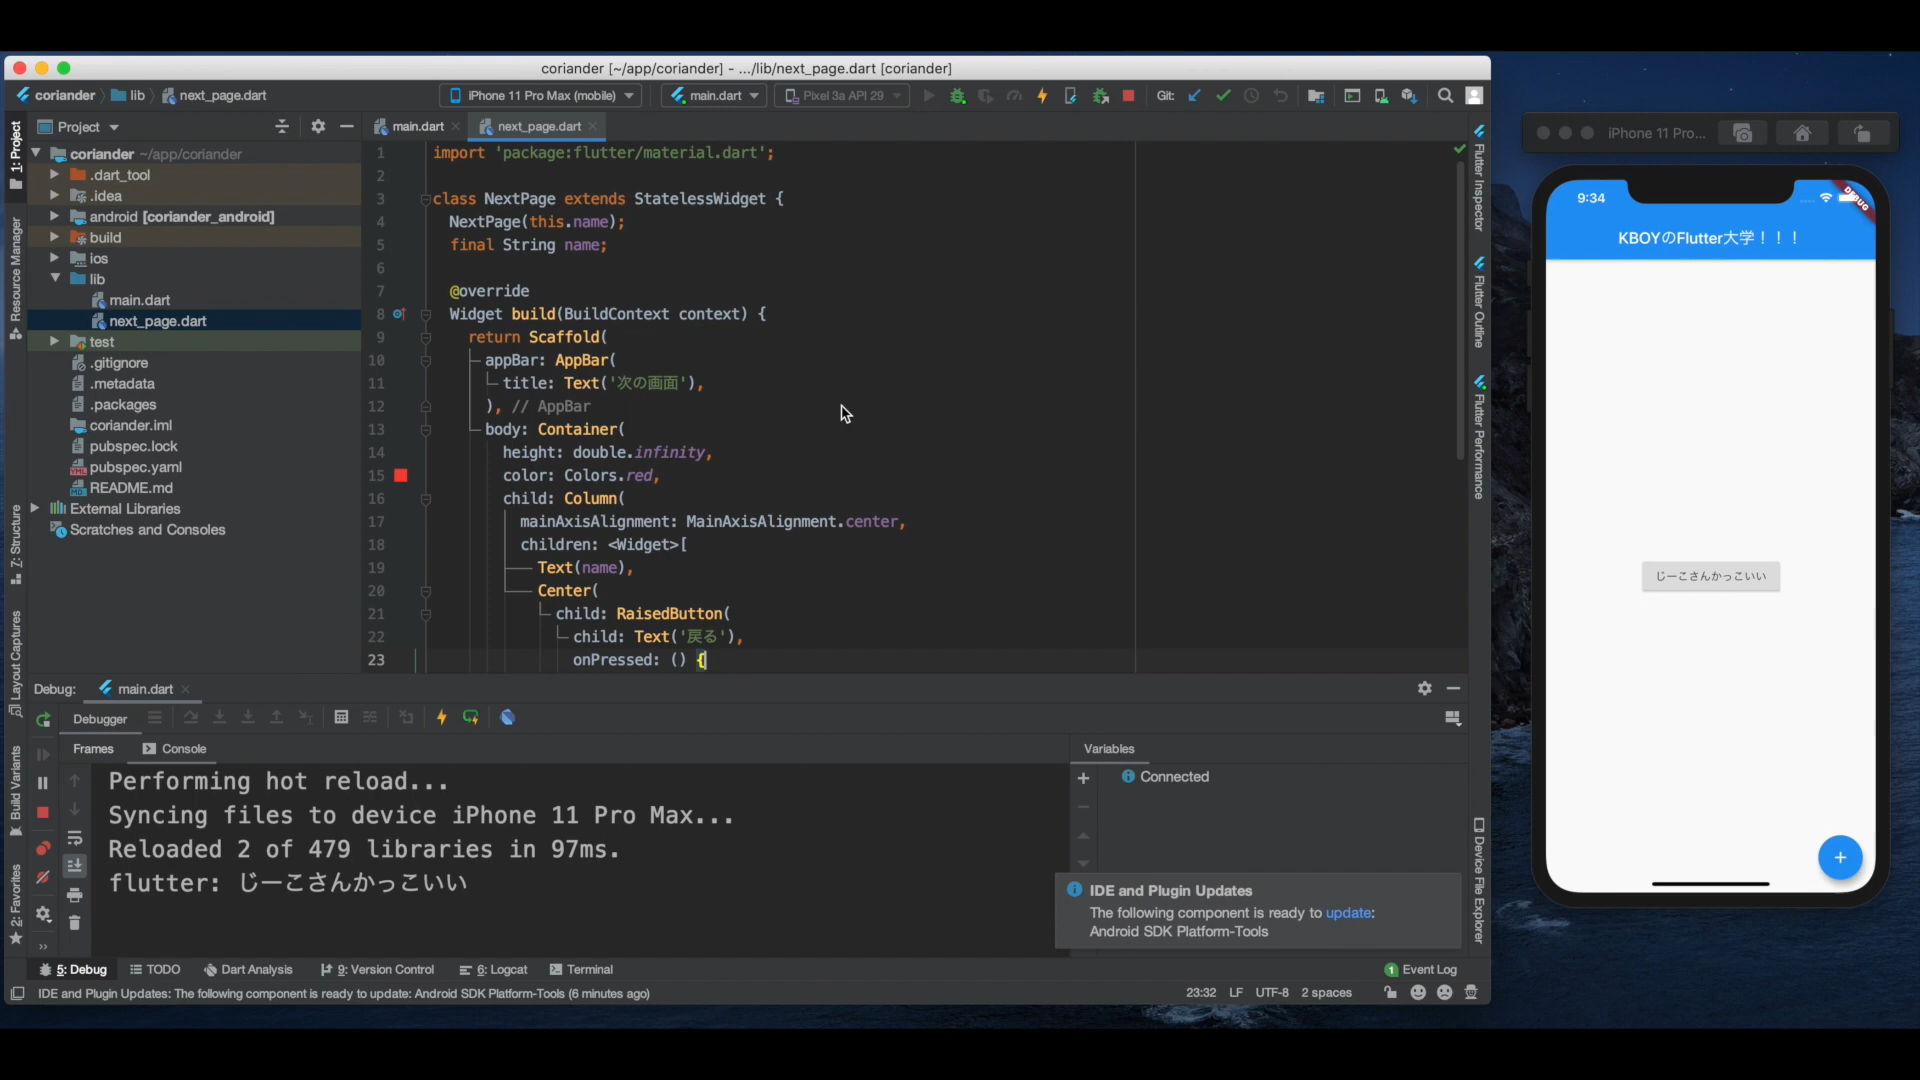 coriander [~/app/coriander] - .../lib/next_page.dart [coriander]
coriander lib next_page.dart
iPhone 11 Pro Max (mobile) main.dart Pixel 3a API 29 Git:
Project
main.dart next_page.dart
1: Project
Resource Manager
Z: Structure
Layout Captures
Build Variants
2: Favorites
coriander ~/app/coriander
.dart_tool
.idea
android [coriander_android]
build
ios
lib
main.dart
next_page.dart
test
.gitignore
.metadata
.packages
coriander.iml
pubspec.lock
pubspec.yaml
README.md
External Libraries
Scratches and Consoles
1 import 'package:flutter/material.dart';
2
3 class NextPage extends StatelessWidget {
4 NextPage(this.name);
5 final String name;
6
7 @override
8 Widget build(BuildContext context) {
9 return Scaffold(
10 appBar: AppBar(
11 title: Text('次の画面'),
12 ), // AppBar
13 body: Container(
14 height: double.infinity,
15 color: Colors.red,
16 child: Column(
17 mainAxisAlignment: MainAxisAlignment.center,
18 children: <Widget>[
19 Text(name),
20 Center(
21 child: RaisedButton(
22 child: Text('戻る'),
23 onPressed: () {
Flutter Inspector
Flutter Outline
Flutter Performance
Device File Explorer
Debug: main.dart
Debugger
Frames Console
Performing hot reload...
Syncing files to device iPhone 11 Pro Max...
Reloaded 2 of 479 libraries in 97ms.
flutter: じーこさんかっこいい
Variables
Connected
IDE and Plugin Updates
The following component is ready to update:
Android SDK Platform-Tools
5: Debug TODO Dart Analysis 9: Version Control 6: Logcat Terminal
1 Event Log
IDE and Plugin Updates: The following component is ready to update: Android SDK Platform-Tools (6 minutes ago)
23:32 LF UTF-8 2 spaces
iPhone 11 Pro...
9:34
DEBUG
KBOYのFlutter大学！！！
じーこさんかっこいい
+